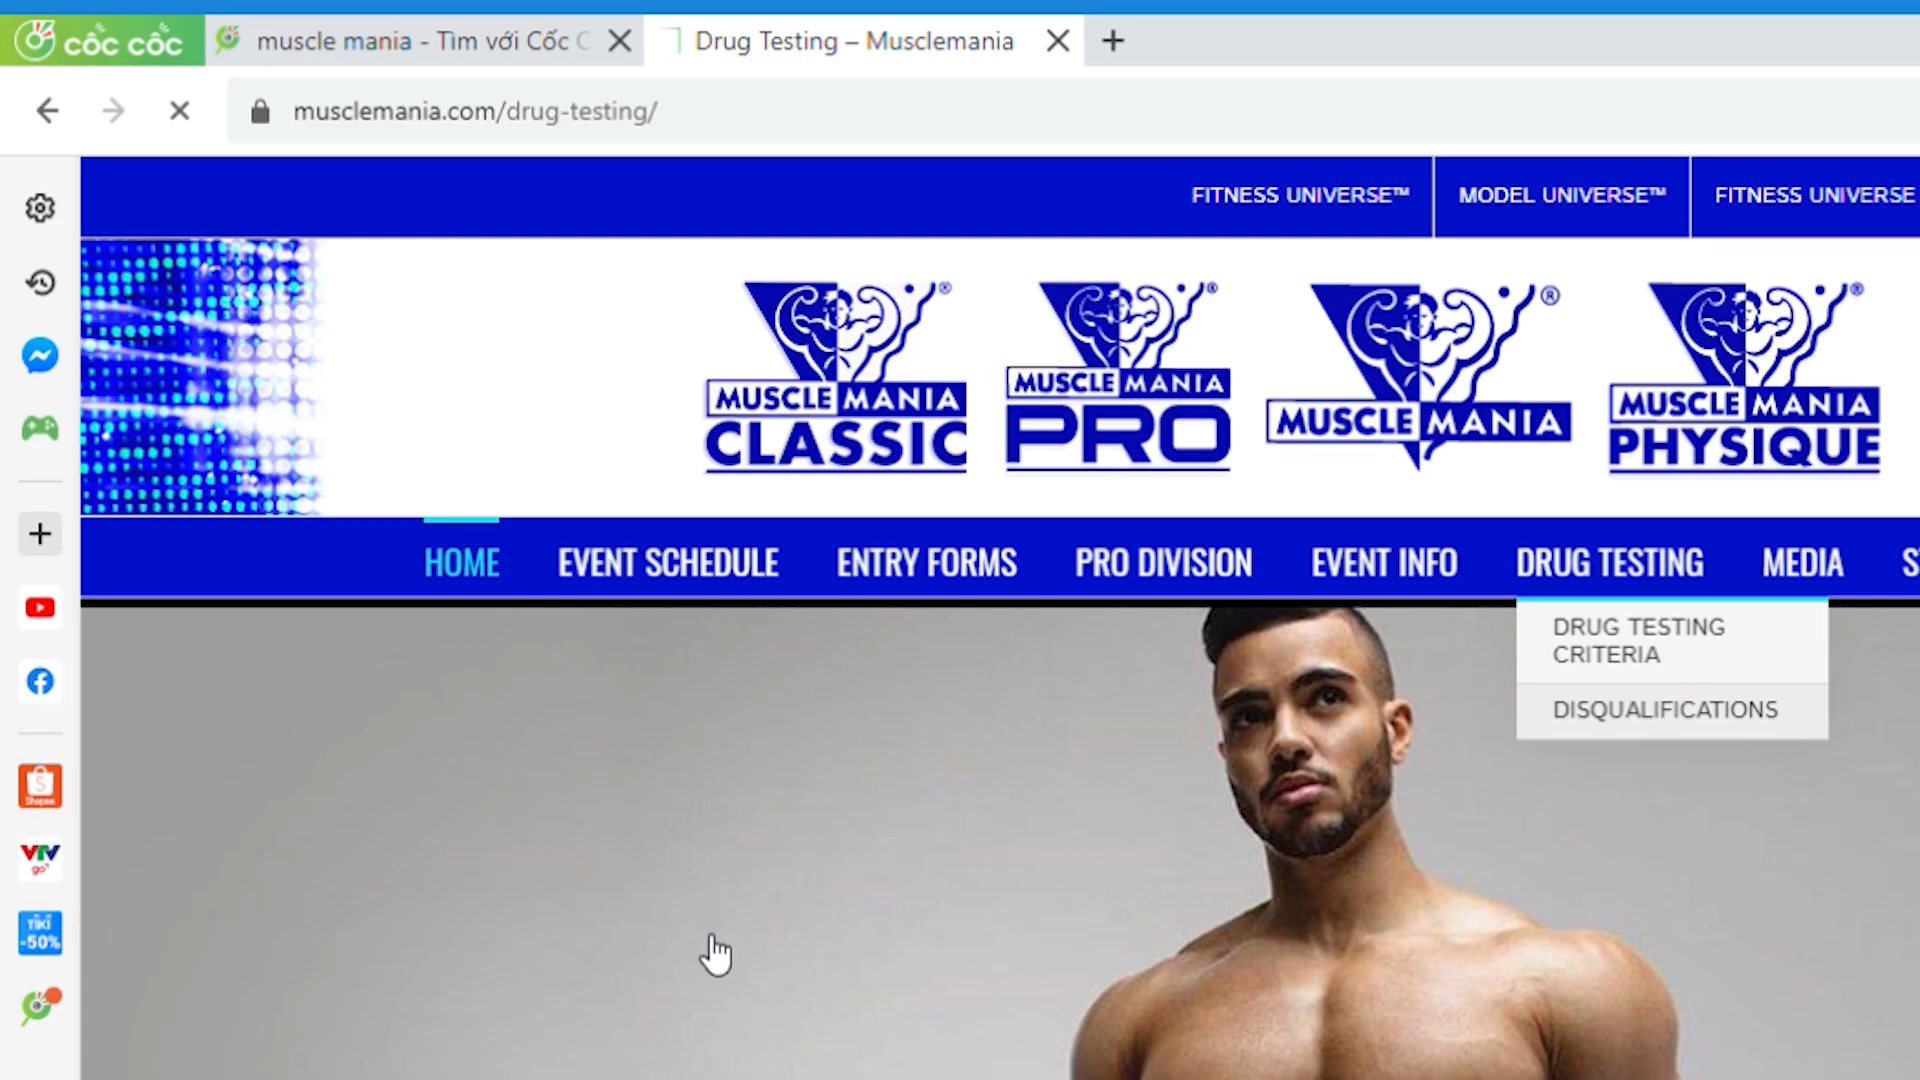 cốc cốc
muscle mania - Tìm với Cốc C
Drug Testing – Musclemania
musclemania.com/drug-testing/
FITNESS UNIVERSE™
MODEL UNIVERSE™
FITNESS UNIVERSE
MUSCLE MANIA
CLASSIC
MUSCLE MANIA
PRO
MUSCLE MANIA
MUSCLE MANIA
PHYSIQUE
HOME
EVENT SCHEDULE
ENTRY FORMS
PRO DIVISION
EVENT INFO
DRUG TESTING
MEDIA
DRUG TESTING
CRITERIA
DISQUALIFICATIONS
Shopee
VTV
go
TIKI
-50%